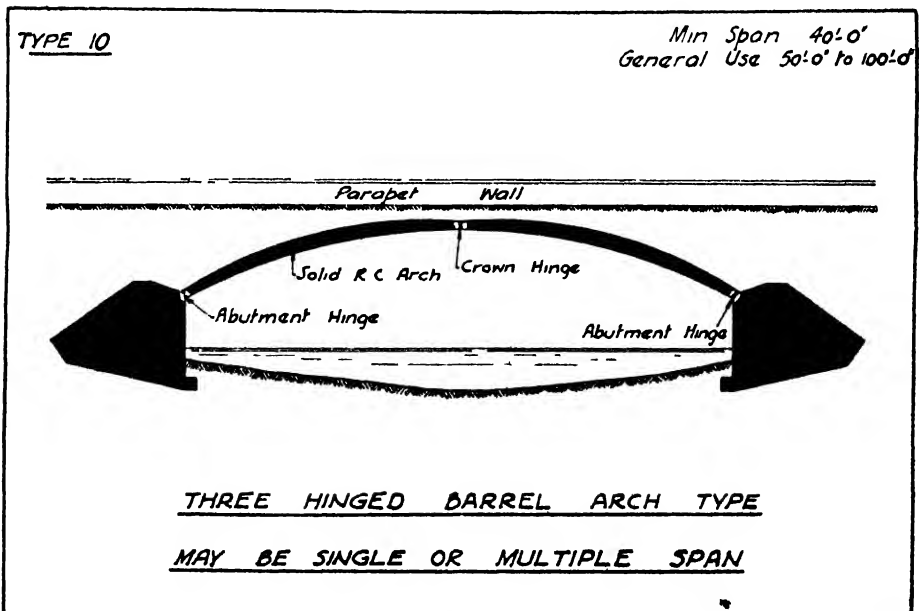 TYPE 10
Min Span 40'-0"
General Use 50'-0" to 100'-0"
Parapet Wall
Solid R C Arch
Crown Hinge
Abutment Hinge
Abutment Hinge
THREE HINGED BARREL ARCH TYPE
MAY BE SINGLE OR MULTIPLE SPAN